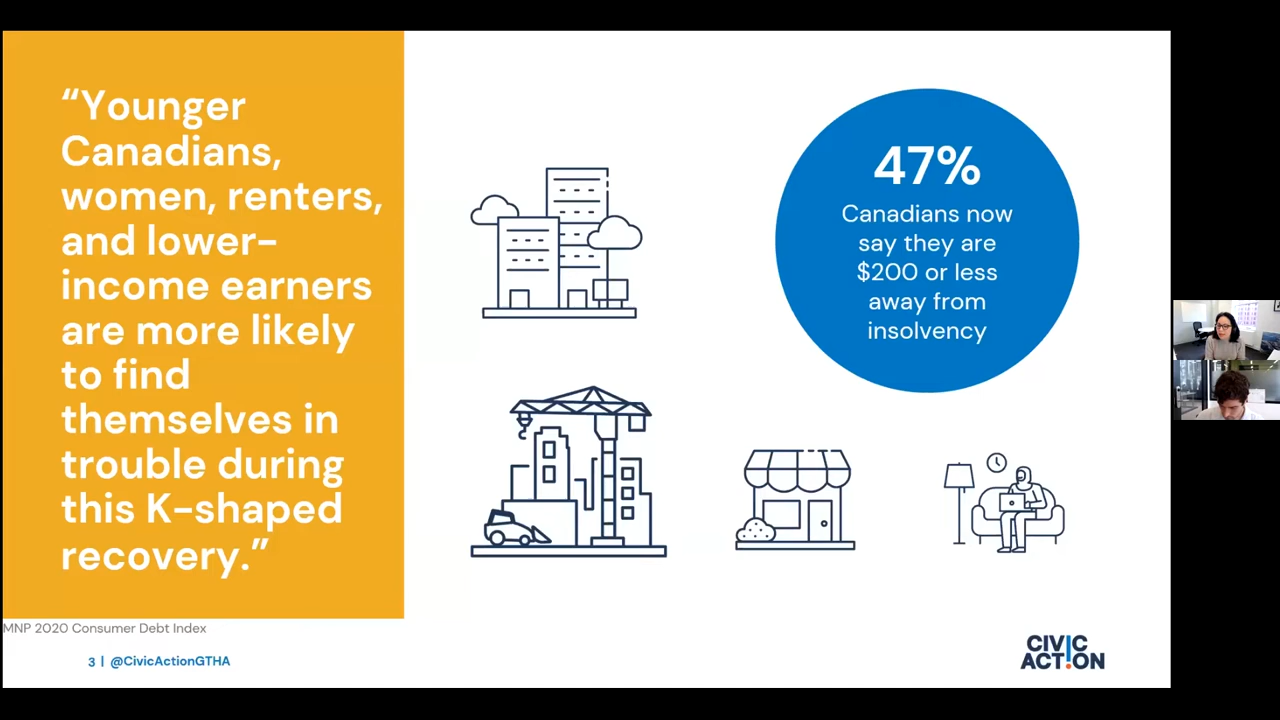 “Younger
Canadians,
women, renters,
and lower-
income earners
are more likely
to find
themselves in
trouble during
this K-shaped
recovery.”
47%
Canadians now
say they are
$200 or less
away from
insolvency
MNP 2020 Consumer Debt Index
3 | @CivicActionGTHA
CIVIC
ACT!ON